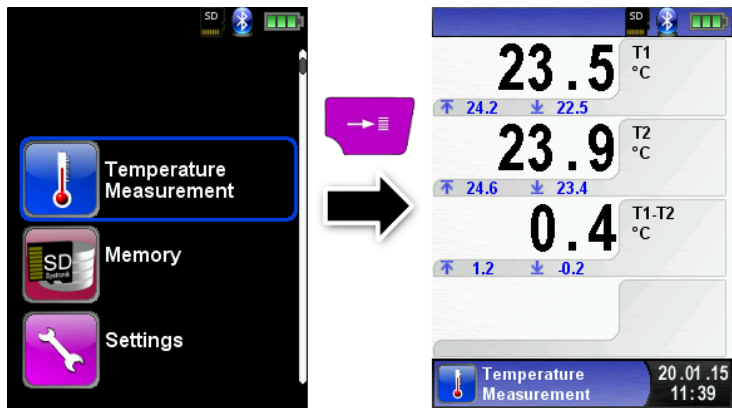 SD
Temperature
Measurement
SD
Systronik
Memory
Settings
SD
23.5
T1
°C
24.2 22.5
23.9
T2
°C
24.6 23.4
0.4
T1-T2
°C
1.2 -0.2
Temperature
Measurement
20.01.15
11:39